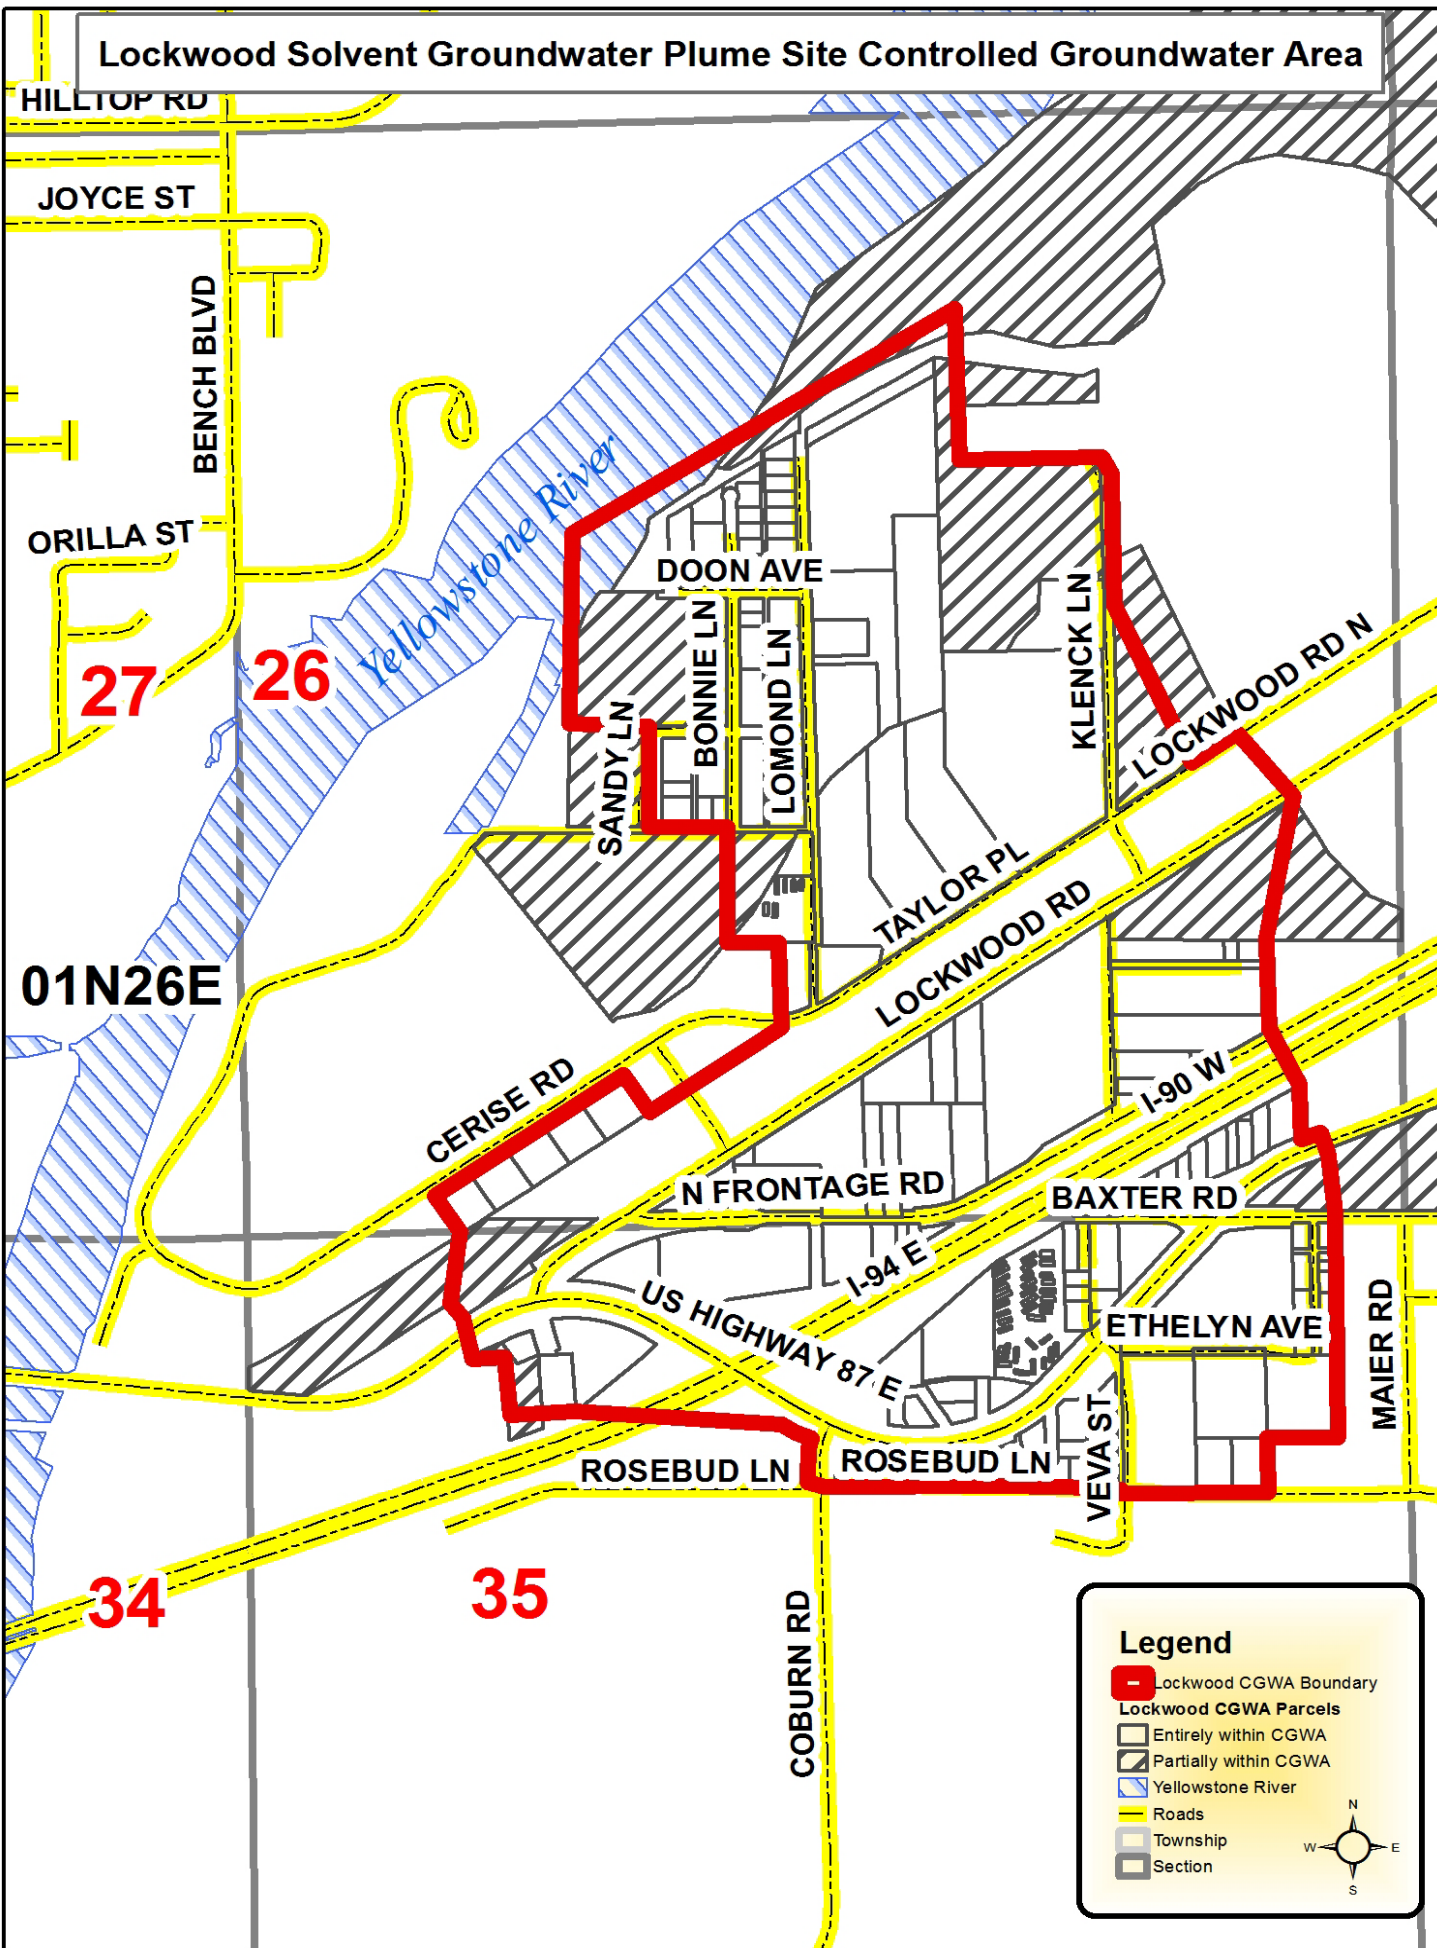 Lockwood Solvent Groundwater Plume Site Controlled Groundwater Area
HILLTOP RD
JOYCE ST
BENCH BLVD
ORILLA ST
Yellowstone River
DOON AVE
BONNIE LN
LOMOND LN
KLENCK LN
LOCKWOOD RD N
27
26
SANDY LN
TAYLOR PL
LOCKWOOD RD
01N26E
CERISE RD
I-90 W
N FRONTAGE RD
BAXTER RD
I-94 E
US HIGHWAY 87 E
ETHELYN AVE
MAIER RD
VEVA ST
ROSEBUD LN
ROSEBUD LN
34
35
COBURN RD
Legend
Lockwood CGWA Boundary
Lockwood CGWA Parcels
Entirely within CGWA
Partially within CGWA
Yellowstone River
Roads
Township
Section
N
W
E
S